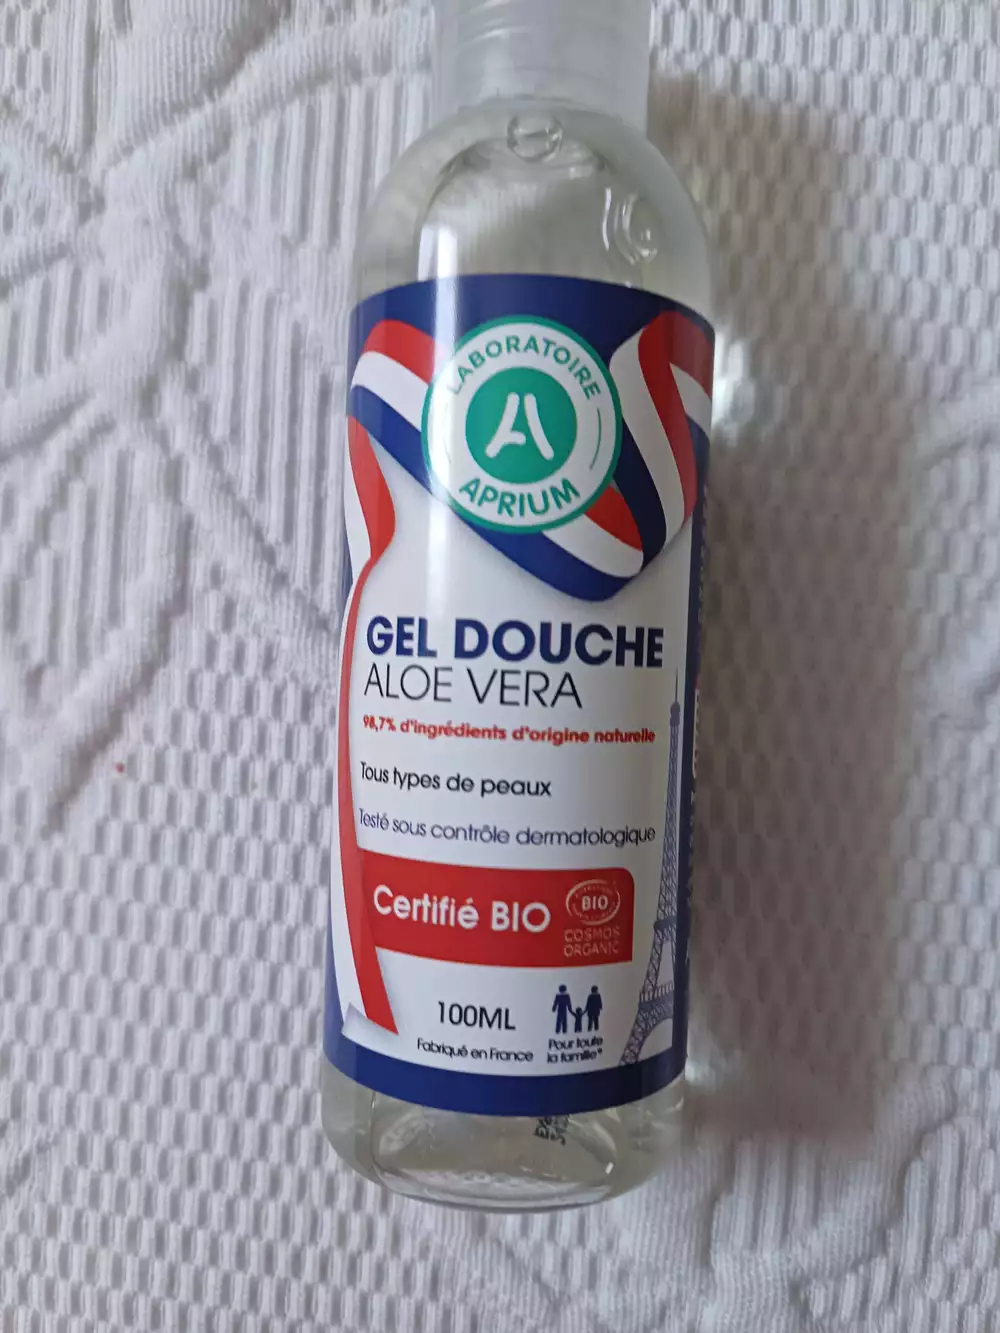 LABORATOIRE
APRIUM
GEL DOUCHE
ALOE VERA
98,7% d'ingrédients d'origine naturelle
Tous types de peaux
Testé sous contrôle dermatologique
Certifié BIO
BIO
COSMOS
ORGANIC
100ML
Fabriqué en France
Pour toute
la famille*